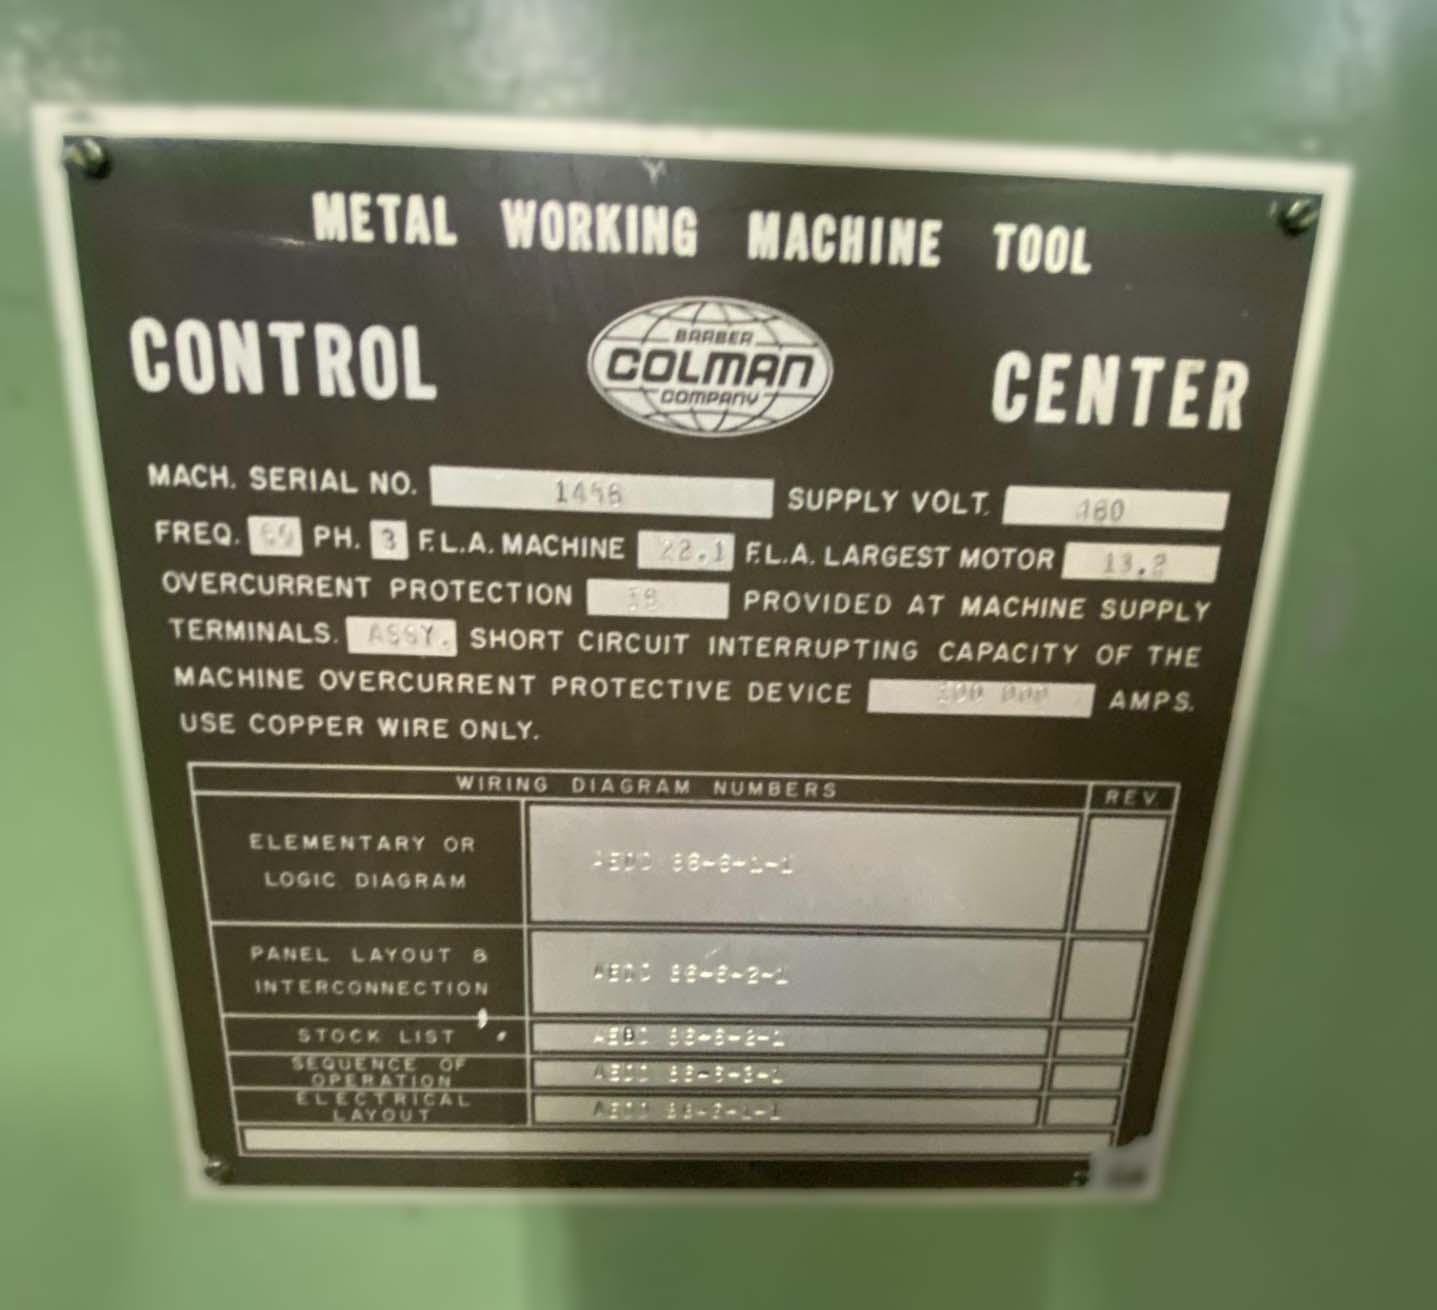 METAL WORKING MACHINE TOOL
CONTROL BARBER COLMAN COMPANY CENTER
MACH. SERIAL NO. SUPPLY VOLT. 480
FREQ. 60 PH. 3 F.L.A. MACHINE 22.1 F.L.A. LARGEST MOTOR 13.2
OVERCURRENT PROTECTION PROVIDED AT MACHINE SUPPLY
TERMINALS. ASSY. SHORT CIRCUIT INTERRUPTING CAPACITY OF THE
MACHINE OVERCURRENT PROTECTIVE DEVICE AMPS.
USE COPPER WIRE ONLY.
WIRING DIAGRAM NUMBERS REV
ELEMENTARY OR
LOGIC DIAGRAM
PANEL LAYOUT &
INTERCONNECTION
STOCK LIST
SEQUENCE OF
OPERATION
ELECTRICAL
LAYOUT